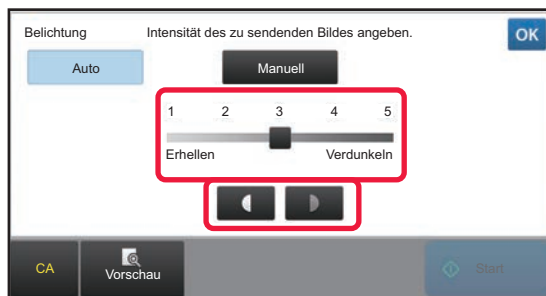 Belichtung Intensität des zu sendenden Bildes angeben. OK
Auto Manuell
1 2 3 4 5
Erhellen Verdunkeln
CA Vorschau Start